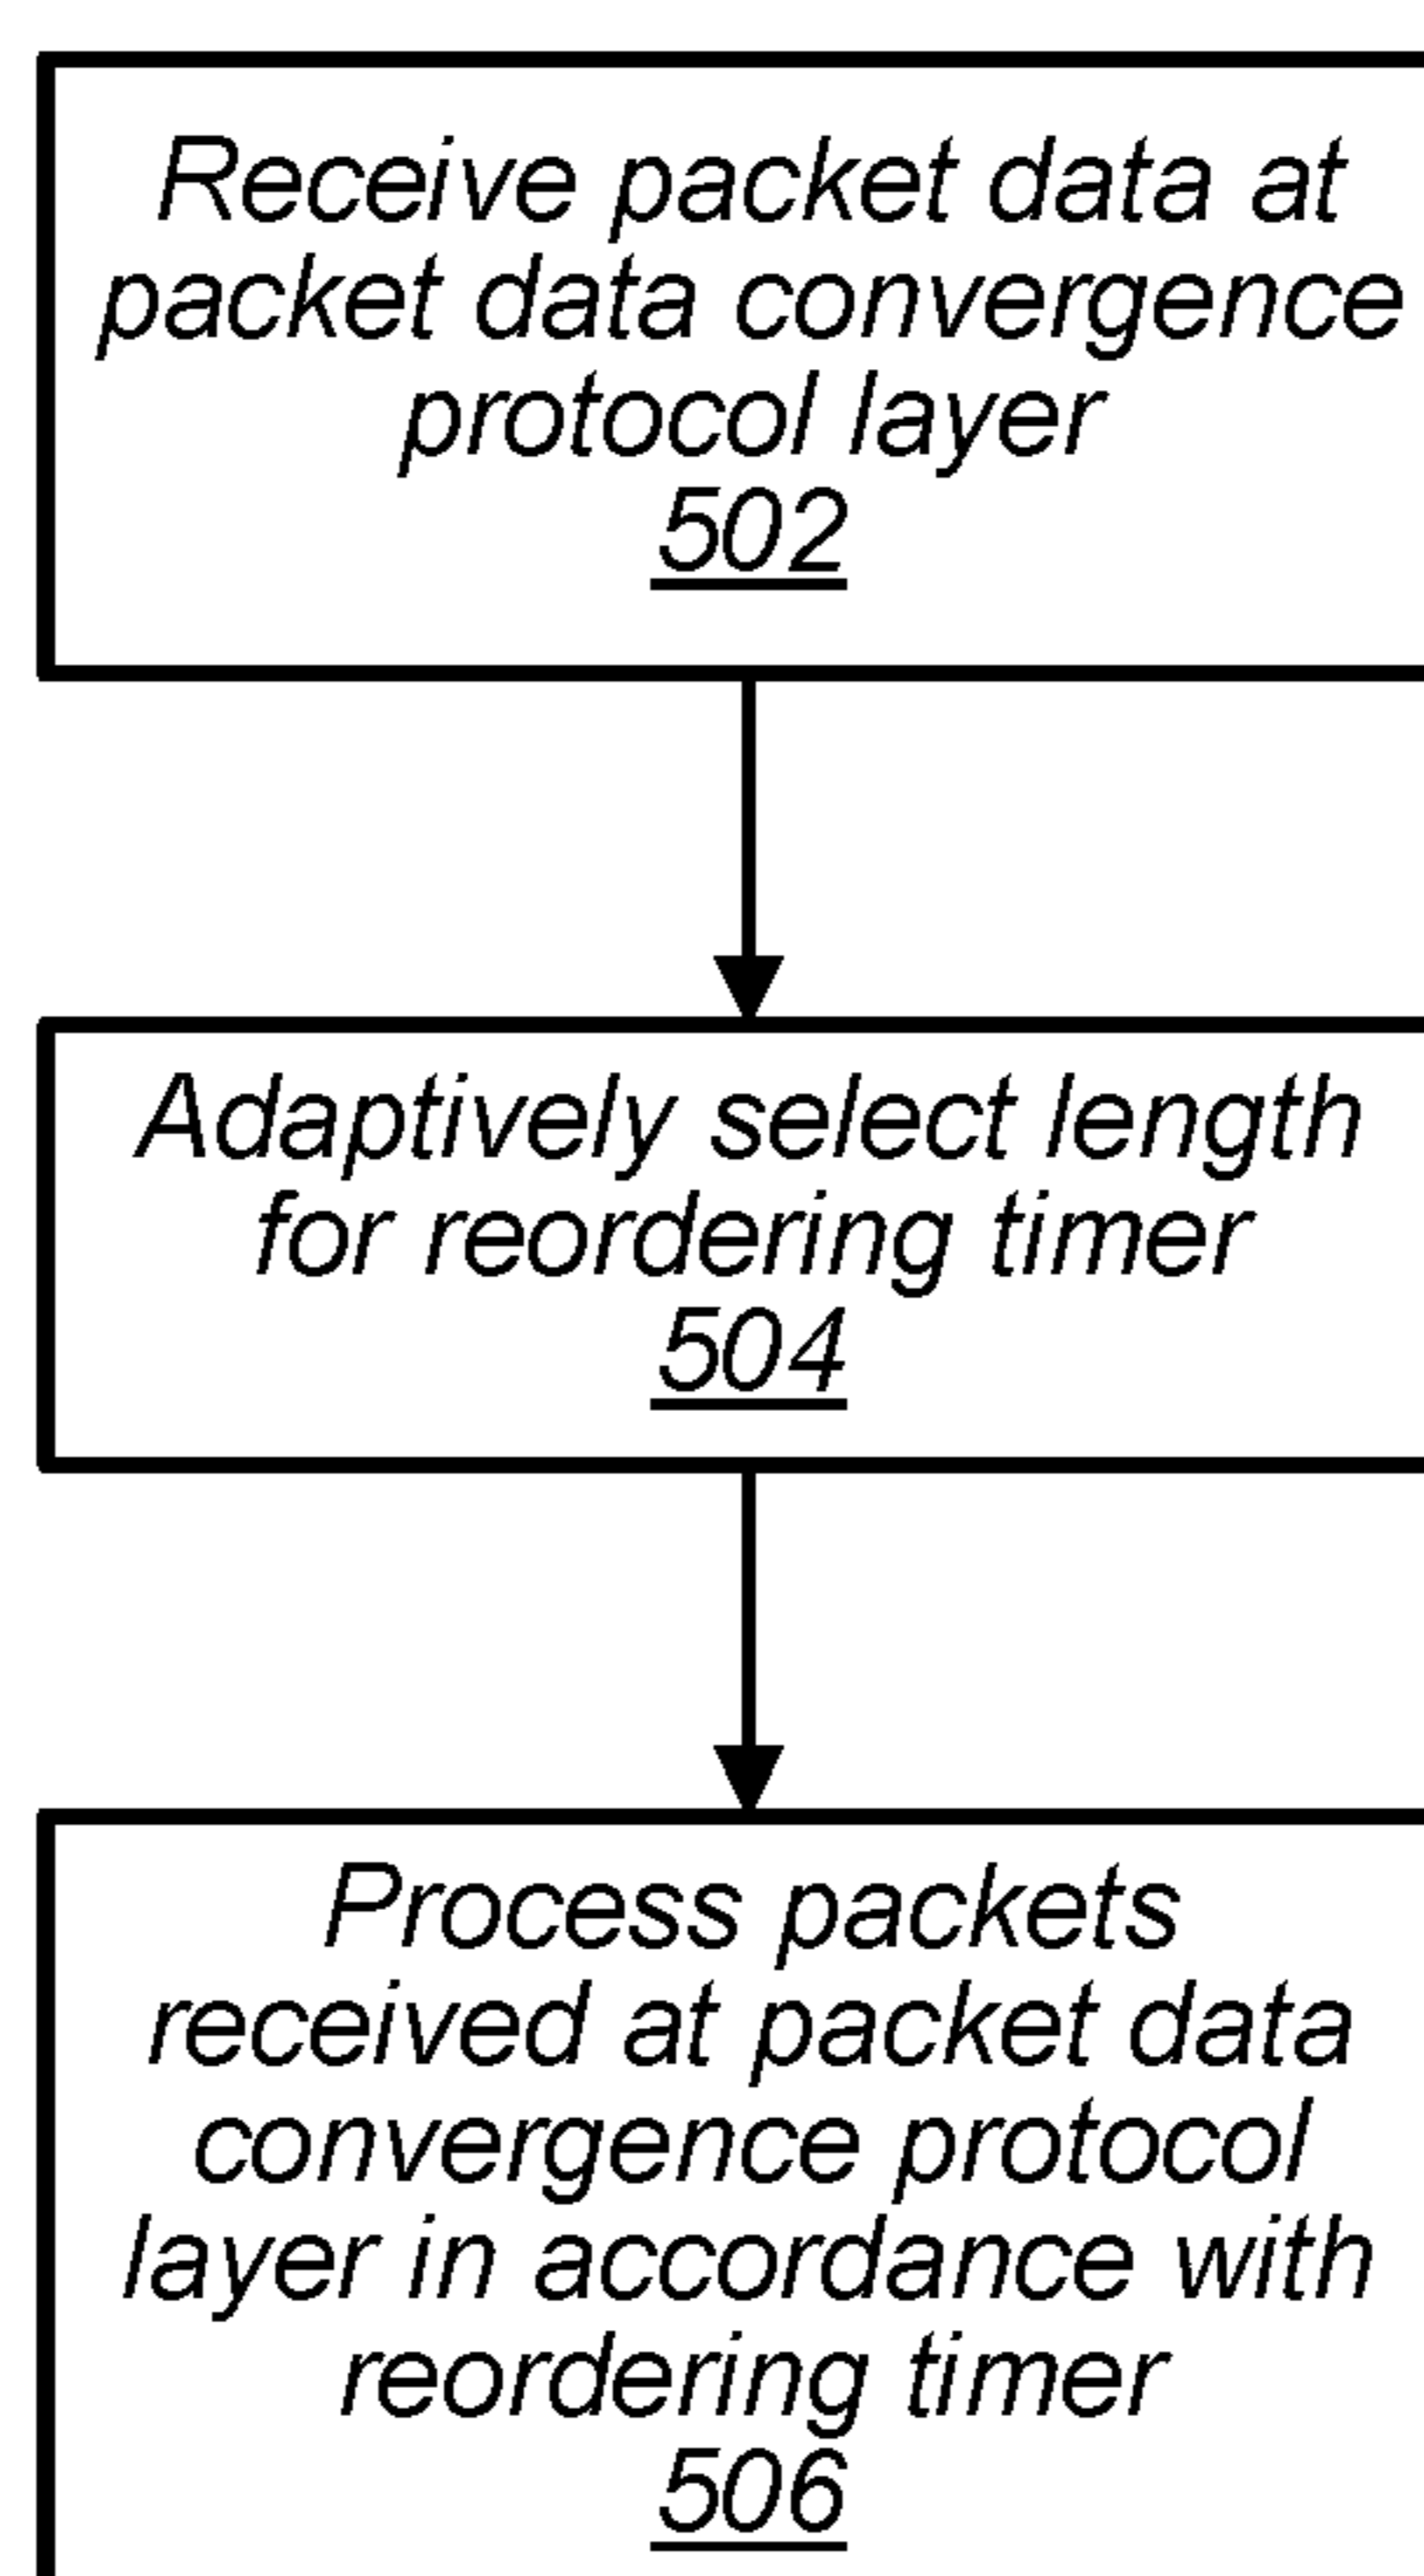 Receive packet data at
packet data convergence
protocol layer
502
Adaptively select length
for reordering timer
504
Process packets
received at packet data
convergence protocol
layer in accordance with
reordering timer
506